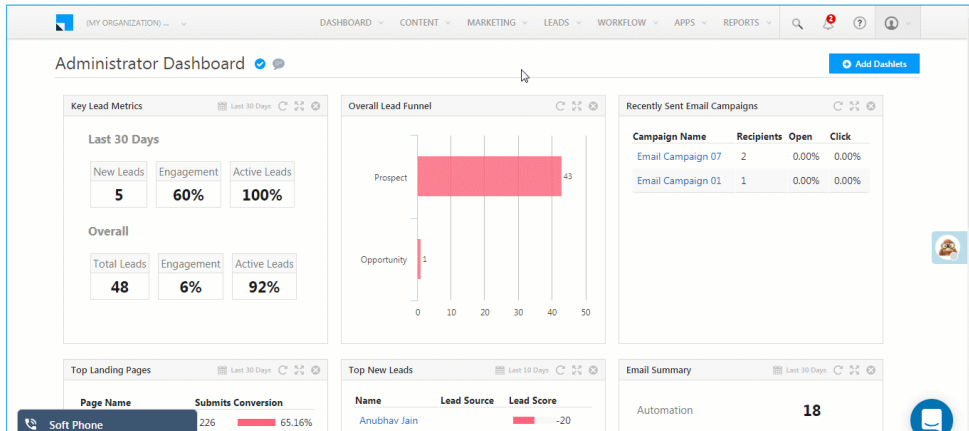 (MY ORGANIZATION) ... DASHBOARD CONTENT MARKETING LEADS WORKFLOW APPS REPORTS 2 ?
Administrator Dashboard
Add Dashlets
Key Lead Metrics Last 30 Days
Last 30 Days
New Leads Engagement Active Leads
5 60% 100%
Overall
Total Leads Engagement Active Leads
48 6% 92%
Overall Lead Funnel
Prospect 43
Opportunity 1
0 10 20 30 40 50
Recently Sent Email Campaigns
Campaign Name Recipients Open Click
Email Campaign 07 2 0.00% 0.00%
Email Campaign 01 1 0.00% 0.00%
Top Landing Pages Last 30 Days
Page Name Submits Conversion
226 65.16%
Top New Leads Last 10 Days
Name Lead Source Lead Score
Anubhav Jain -20
Email Summary Last 30 Days
Automation 18
Soft Phone